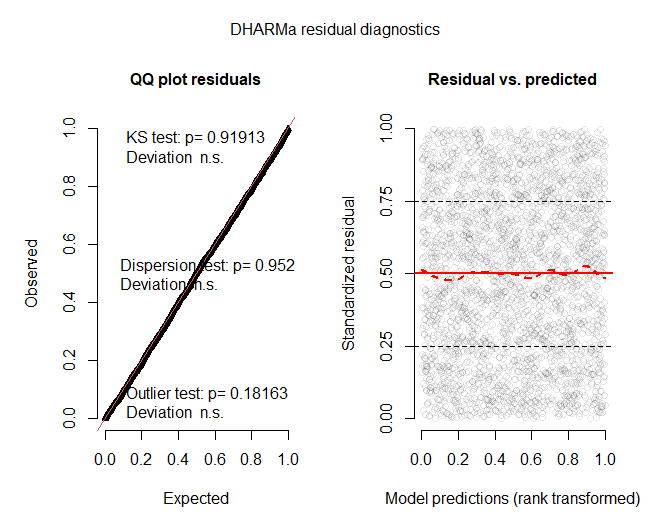 DHARMa residual diagnostics
QQ plot residuals
Observed
0.0 0.2 0.4 0.6 0.8 1.0
KS test: p= 0.91913
Deviation n.s.
Dispersion test: p= 0.952
Deviation n.s.
Outlier test: p= 0.18163
Deviation n.s.
0.0 0.2 0.4 0.6 0.8 1.0
Expected
Residual vs. predicted
Standardized residual
0.00 0.25 0.50 0.75 1.00
0.0 0.2 0.4 0.6 0.8 1.0
Model predictions (rank transformed)